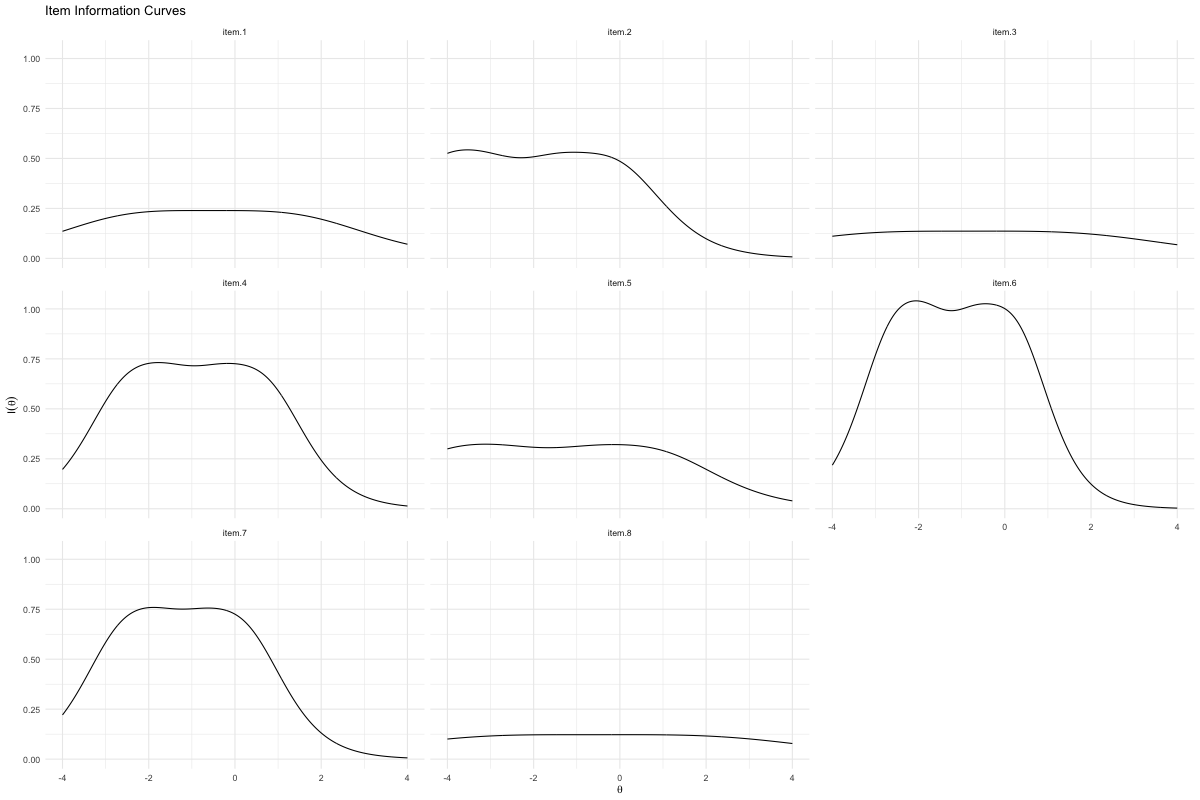 Item Information Curves
item.1 item.2 item.3
1.00
0.75
0.50
0.25
0.00
item.4 item.5 item.6
1.00
0.75
0.50
0.25
0.00
I(θ)
-4 -2 0 2 4
item.7 item.8
1.00
0.75
0.50
0.25
0.00
-4 -2 0 2 4 -4 -2 0 2 4
θ